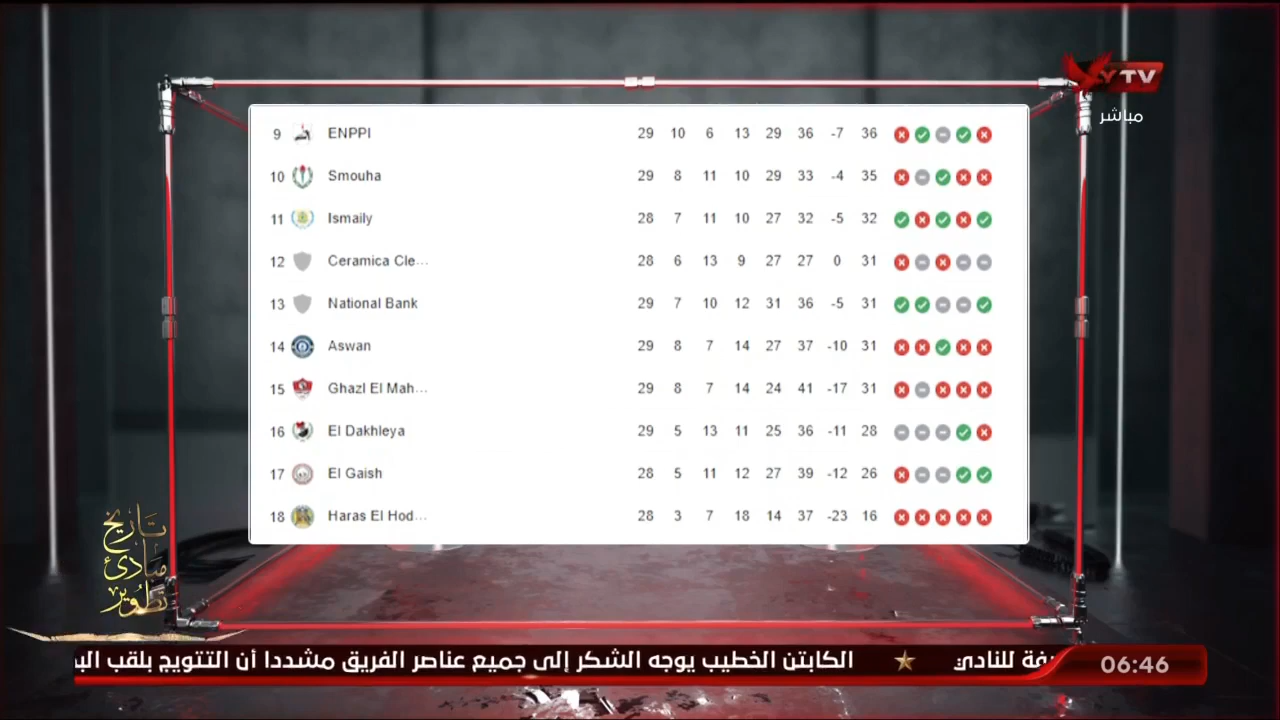 YTV
مباشر
9 ENPPI 29 10 6 13 29 36 -7 36
10 Smouha 29 8 11 10 29 33 -4 35
11 Ismaily 28 7 11 10 27 32 -5 32
12 Ceramica Cle... 28 6 13 9 27 27 0 31
13 National Bank 29 7 10 12 31 36 -5 31
14 Aswan 29 8 7 14 27 37 -10 31
15 Ghazl El Mah... 29 8 7 14 24 41 -17 31
16 El Dakhleya 29 5 13 11 25 36 -11 28
17 El Gaish 28 5 11 12 27 39 -12 26
18 Haras El Hod... 28 3 7 18 14 37 -23 16
تاريخ
مبادئ
تطوير
للنادي ★ الكابتن الخطيب يوجه الشكر إلى جميع عناصر الفريق مشددا أن التتويج بلقب
06:46